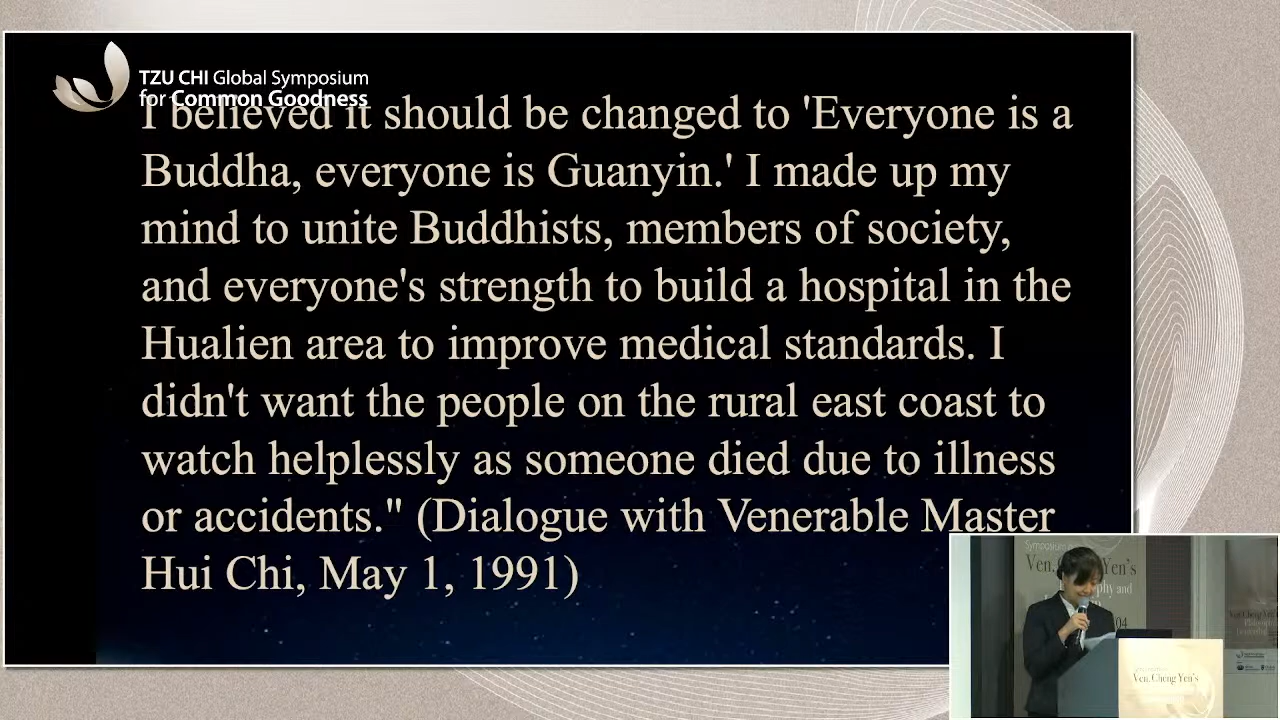 TZU CHI Global Symposium
for Common Goodness
I believed it should be changed to 'Everyone is a
Buddha, everyone is Guanyin.' I made up my
mind to unite Buddhists, members of society,
and everyone's strength to build a hospital in the
Hualien area to improve medical standards. I
didn't want the people on the rural east coast to
watch helplessly as someone died due to illness
or accidents." (Dialogue with Venerable Master
Hui Chi, May 1, 1991)
Ven. Cheng Yen's